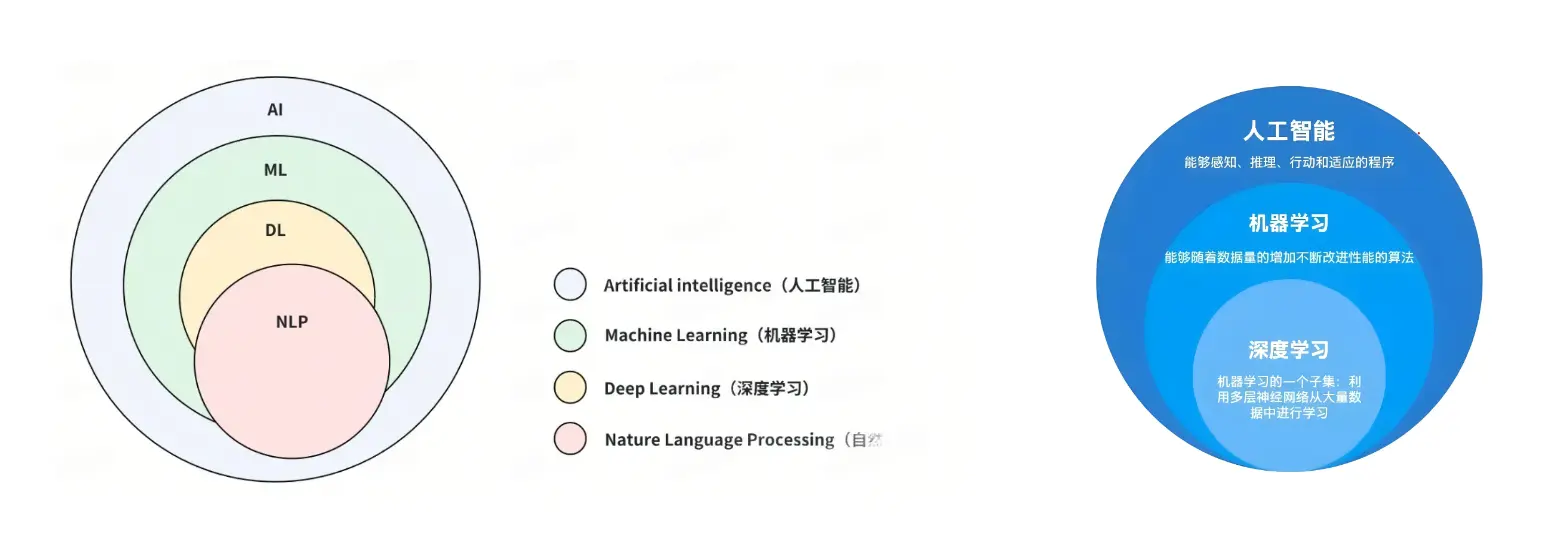 AI
ML
DL
NLP
Artificial intelligence（人工智能）
Machine Learning（机器学习）
Deep Learning（深度学习）
Nature Language Processing（自然
人工智能
能够感知、推理、行动和适应的程序
机器学习
能够随着数据量的增加不断改进性能的算法
深度学习
机器学习的一个子集：利
用多层神经网络从大量数
据中进行学习